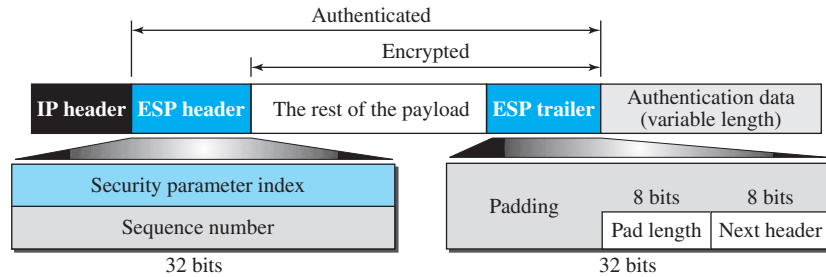 Authenticated
Encrypted
IP header ESP header The rest of the payload ESP trailer Authentication data
(variable length)
Security parameter index
Sequence number
32 bits
Padding
8 bits 8 bits
Pad length Next header
32 bits